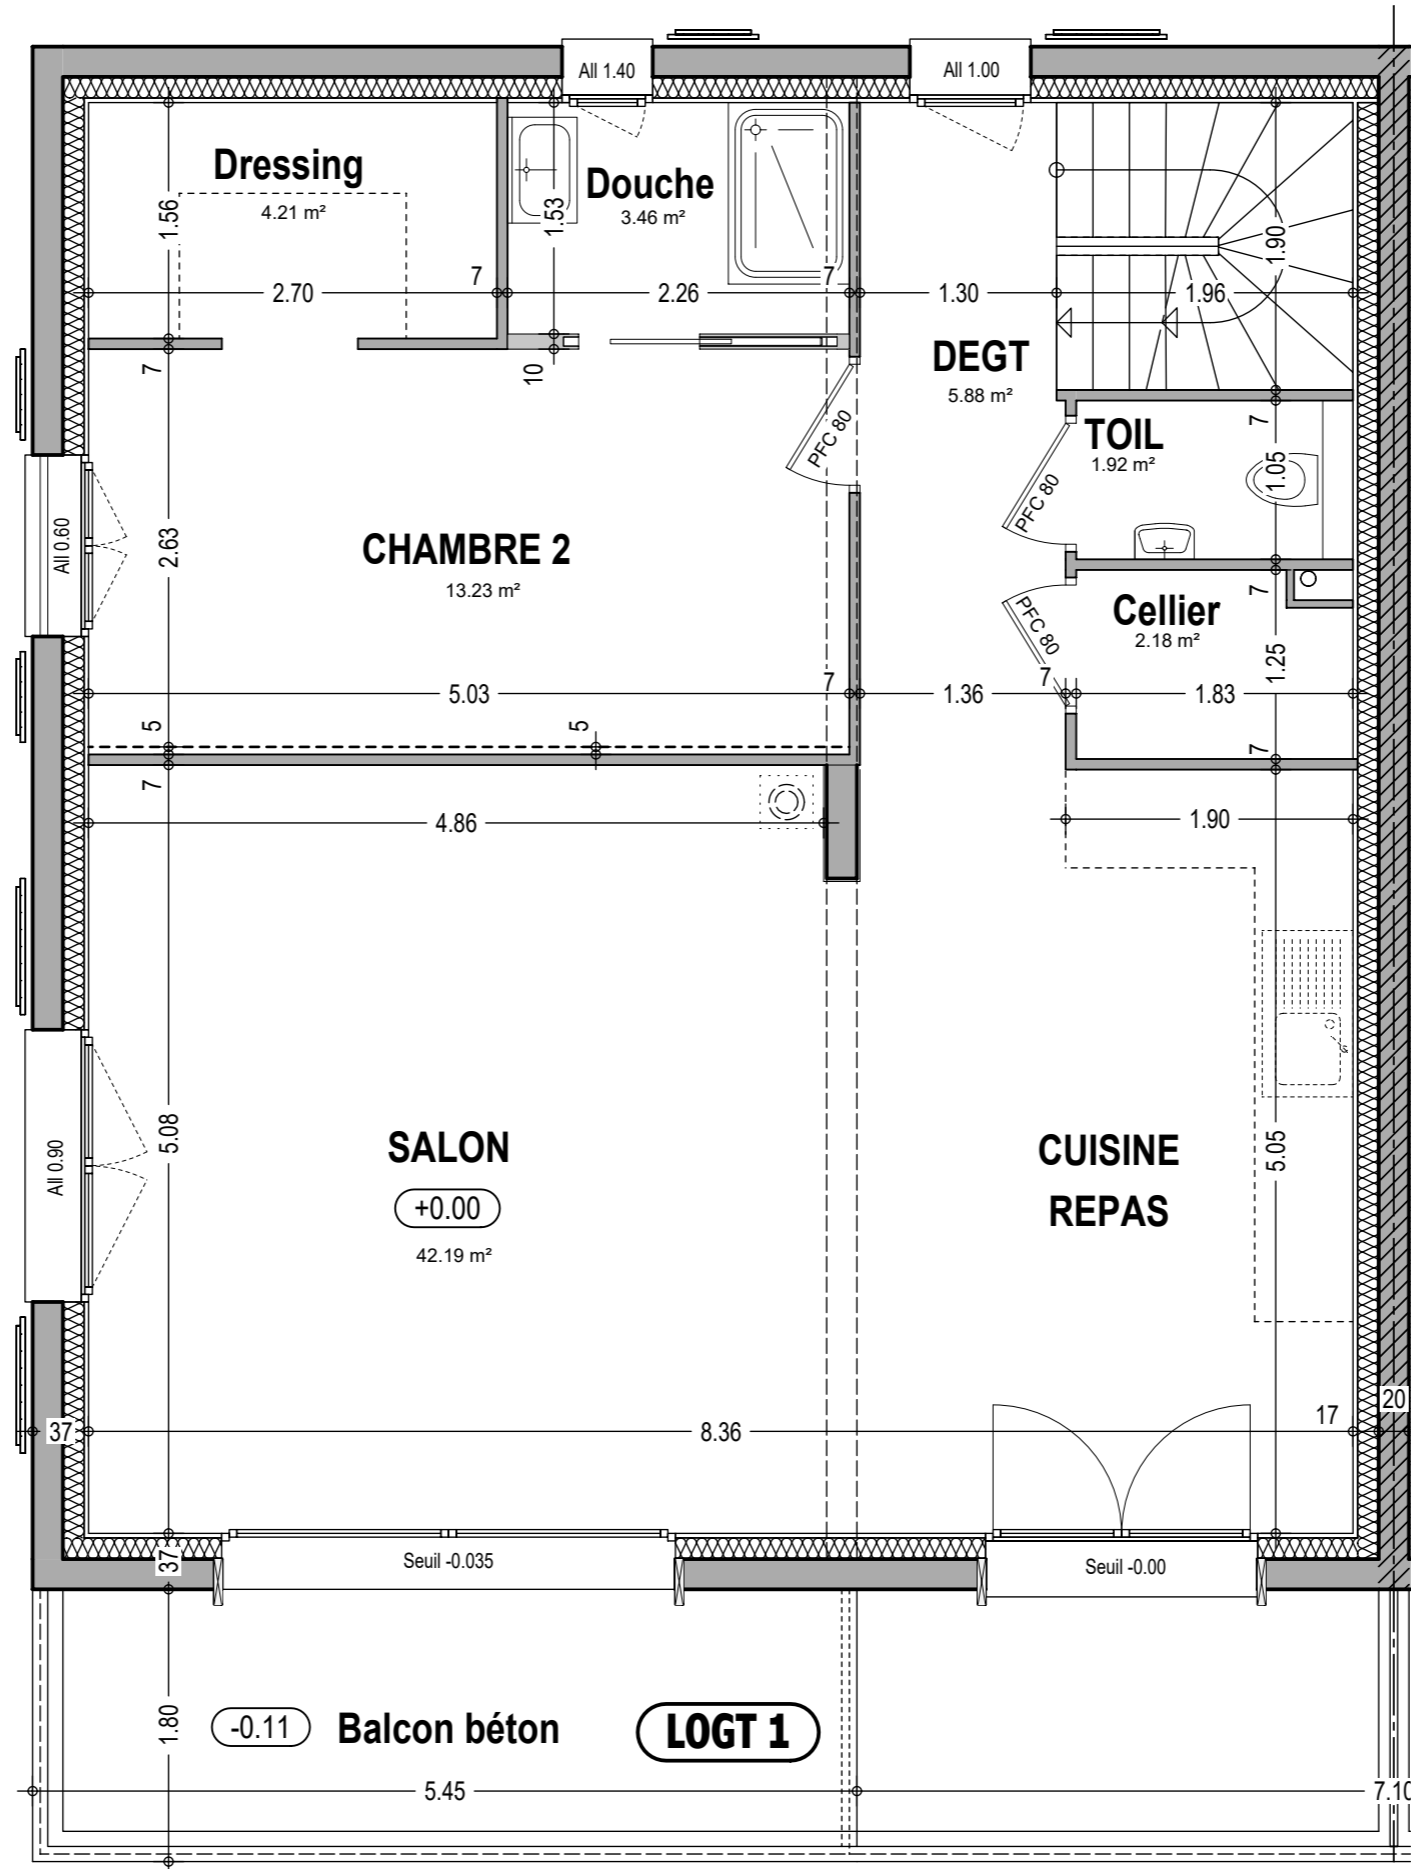 All 1.40
All 1.00
Dressing
4.21 m²
Douche
3.46 m²
1.56
1.53
1.90
7
7
2.70
2.26
1.30
1.96
DEGT
5.88 m²
7
10
PFC 80
TOIL
1.92 m²
7
1.05
PFC 80
All 0.60
2.63
CHAMBRE 2
13.23 m²
7
PFC 80
Cellier
2.18 m²
1.25
5.03
7
1.36
7
1.83
5
5
7
7
4.86
1.90
All 0.90
5.08
SALON
+0.00
42.19 m²
CUISINE
REPAS
5.05
37
8.36
17
20
37
Seuil -0.035
Seuil -0.00
1.80
-0.11
Balcon béton
LOGT 1
5.45
7.10